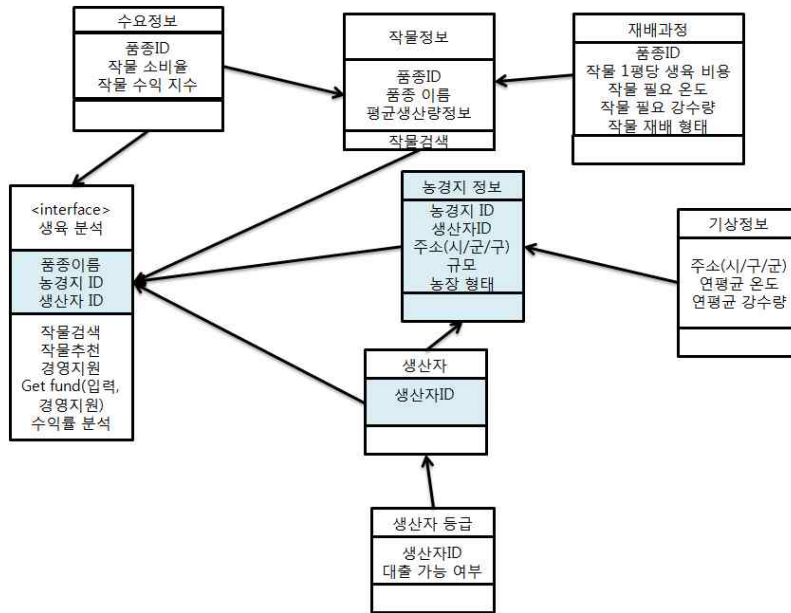 수요정보
품종ID
작물 소비율
작물 수익 지수
작물정보
품종ID
품종 이름
평균생산량정보
작물검색
재배과정
품종ID
작물 1평당 생육 비용
작물 필요 온도
작물 필요 강수량
작물 재배 형태
<interface>
생육 분석
품종이름
농경지 ID
생산자 ID
작물검색
작물추천
경영지원
Get fund(입력,
경영지원)
수익률 분석
농경지 정보
농경지 ID
생산자ID
주소(시/군/구)
규모
농장 형태
기상정보
주소(시/구/군)
연평균 온도
연평균 강수량
생산자
생산자ID
생산자 등급
생산자ID
대출 가능 여부